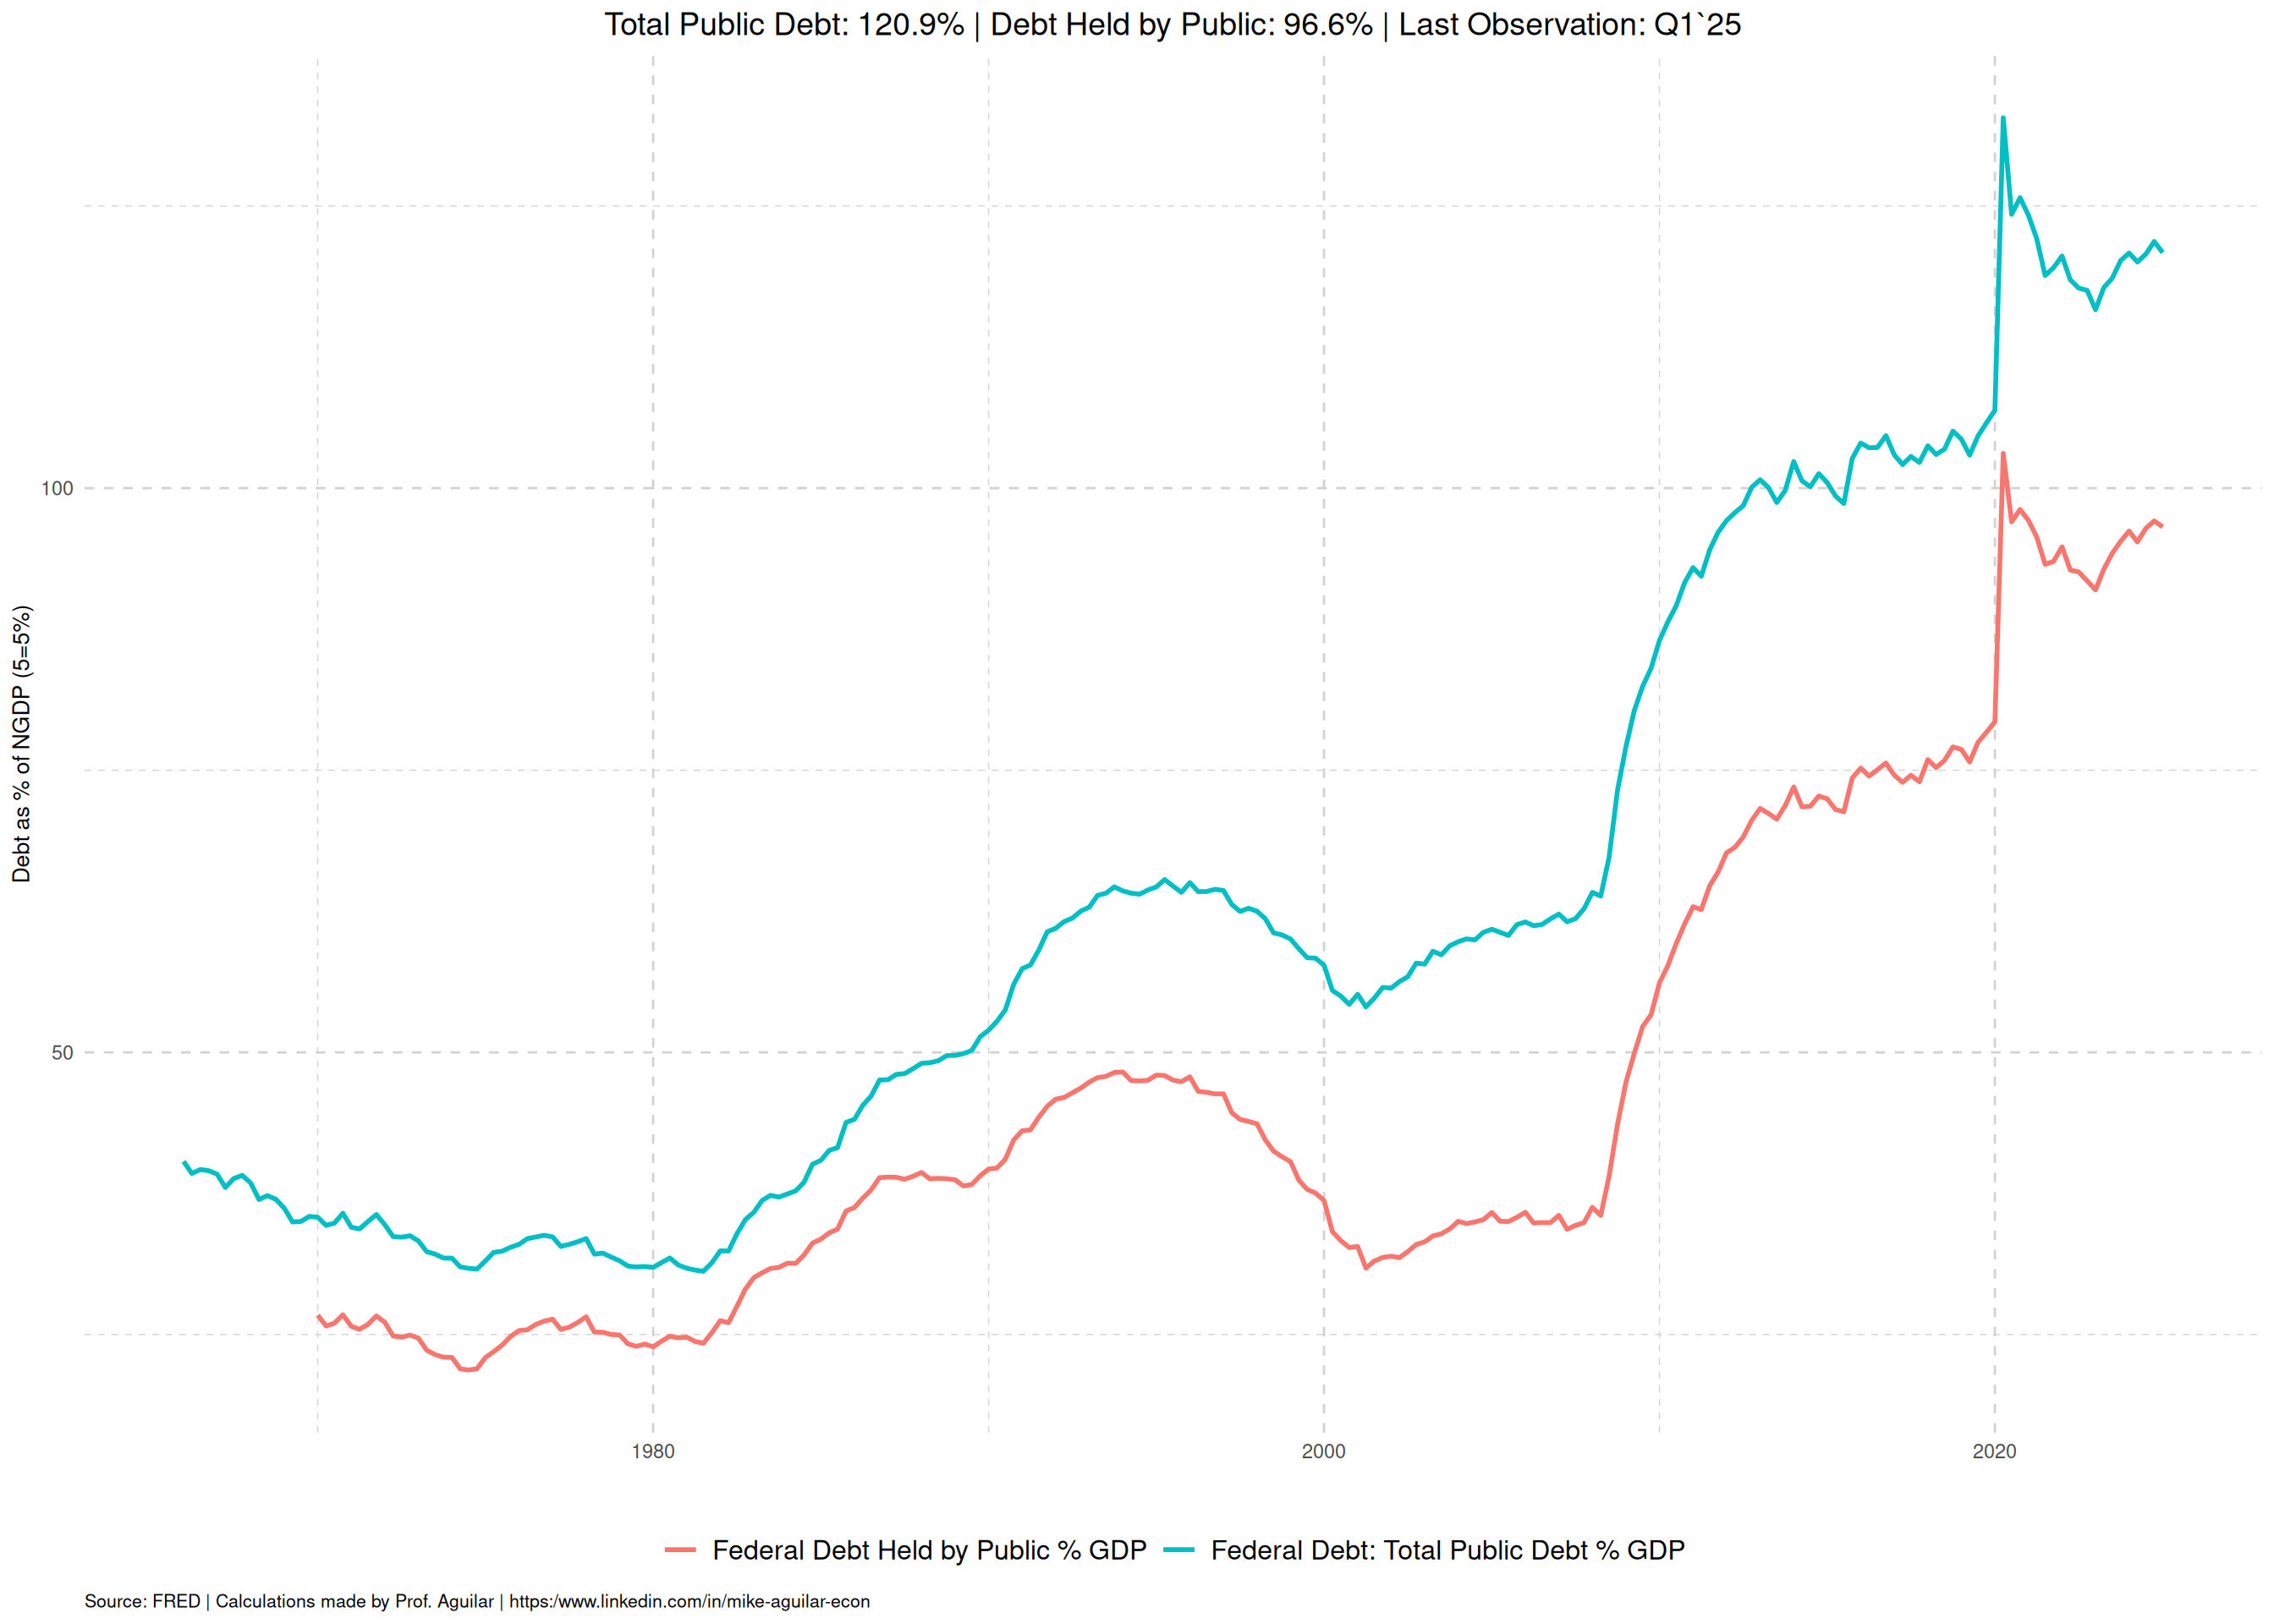 Total Public Debt: 120.9% | Debt Held by Public: 96.6% | Last Observation: Q1`25
Debt as % of NGDP (5=5%)
100
50
1980
2000
2020
Federal Debt Held by Public % GDP
Federal Debt: Total Public Debt % GDP
Source: FRED | Calculations made by Prof. Aguilar | https:/www.linkedin.com/in/mike-aguilar-econ